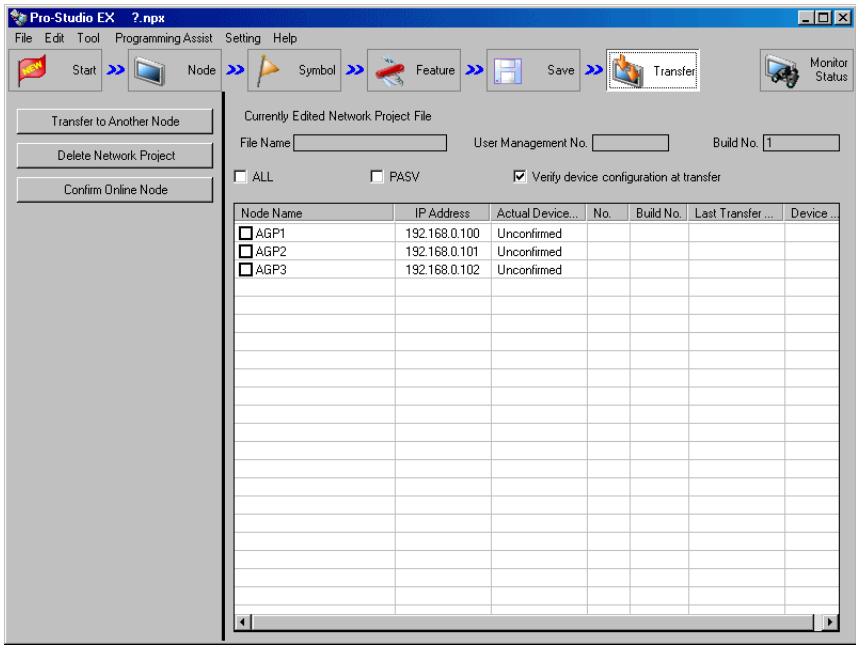 Pro-Studio EX ?.npx
File Edit Tool Programming Assist Setting Help
NEW Start Node Symbol Feature Save Transfer Monitor Status
Transfer to Another Node
Delete Network Project
Confirm Online Node
Currently Edited Network Project File
File Name User Management No. Build No. 1
ALL PASV Verify device configuration at transfer
Node Name IP Address Actual Device... No. Build No. Last Transfer ... Device ...
AGP1 192.168.0.100 Unconfirmed
AGP2 192.168.0.101 Unconfirmed
AGP3 192.168.0.102 Unconfirmed